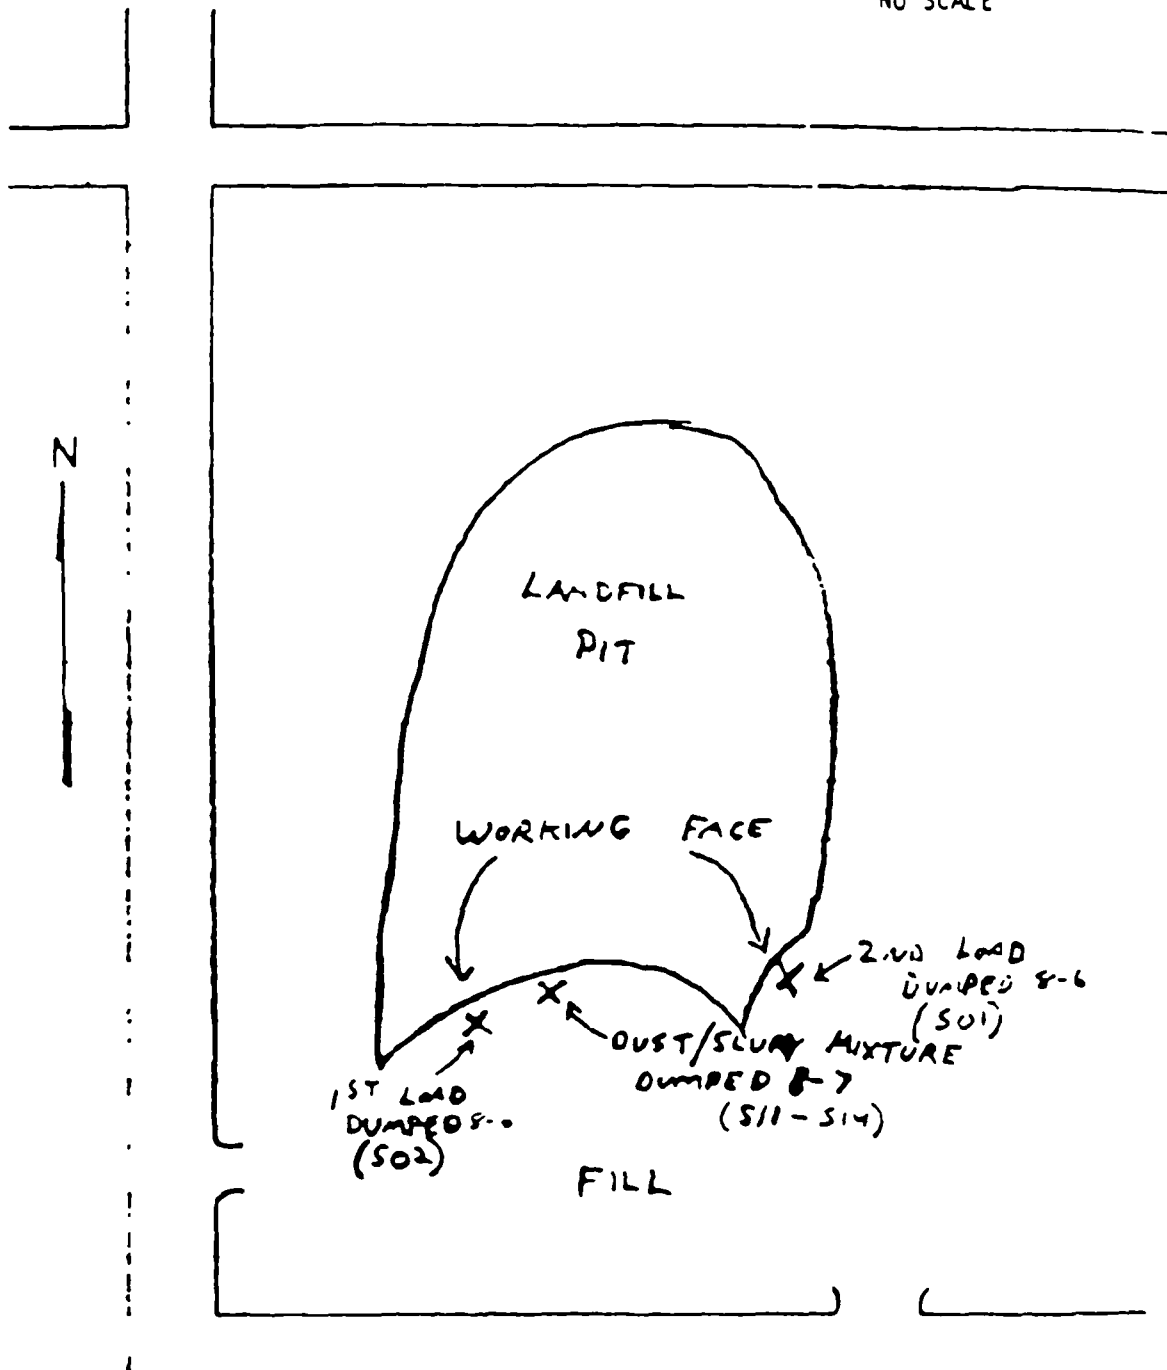 NO SCALE
N
LANDFILL
PIT
WORKING FACE
2ND LOAD
DUMPED 8-6
(S01)
DUST/SLURRY MIXTURE
DUMPED 8-7
(S11-S14)
1ST LOAD
DUMPED
(S02)
FILL